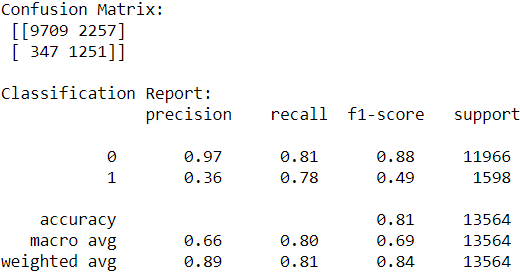 Confusion Matrix:
[[9709 2257]
[ 347 1251]]
Classification Report:
precision recall f1-score support
0 0.97 0.81 0.88 11966
1 0.36 0.78 0.49 1598
accuracy 0.81 13564
macro avg 0.66 0.80 0.69 13564
weighted avg 0.89 0.81 0.84 13564